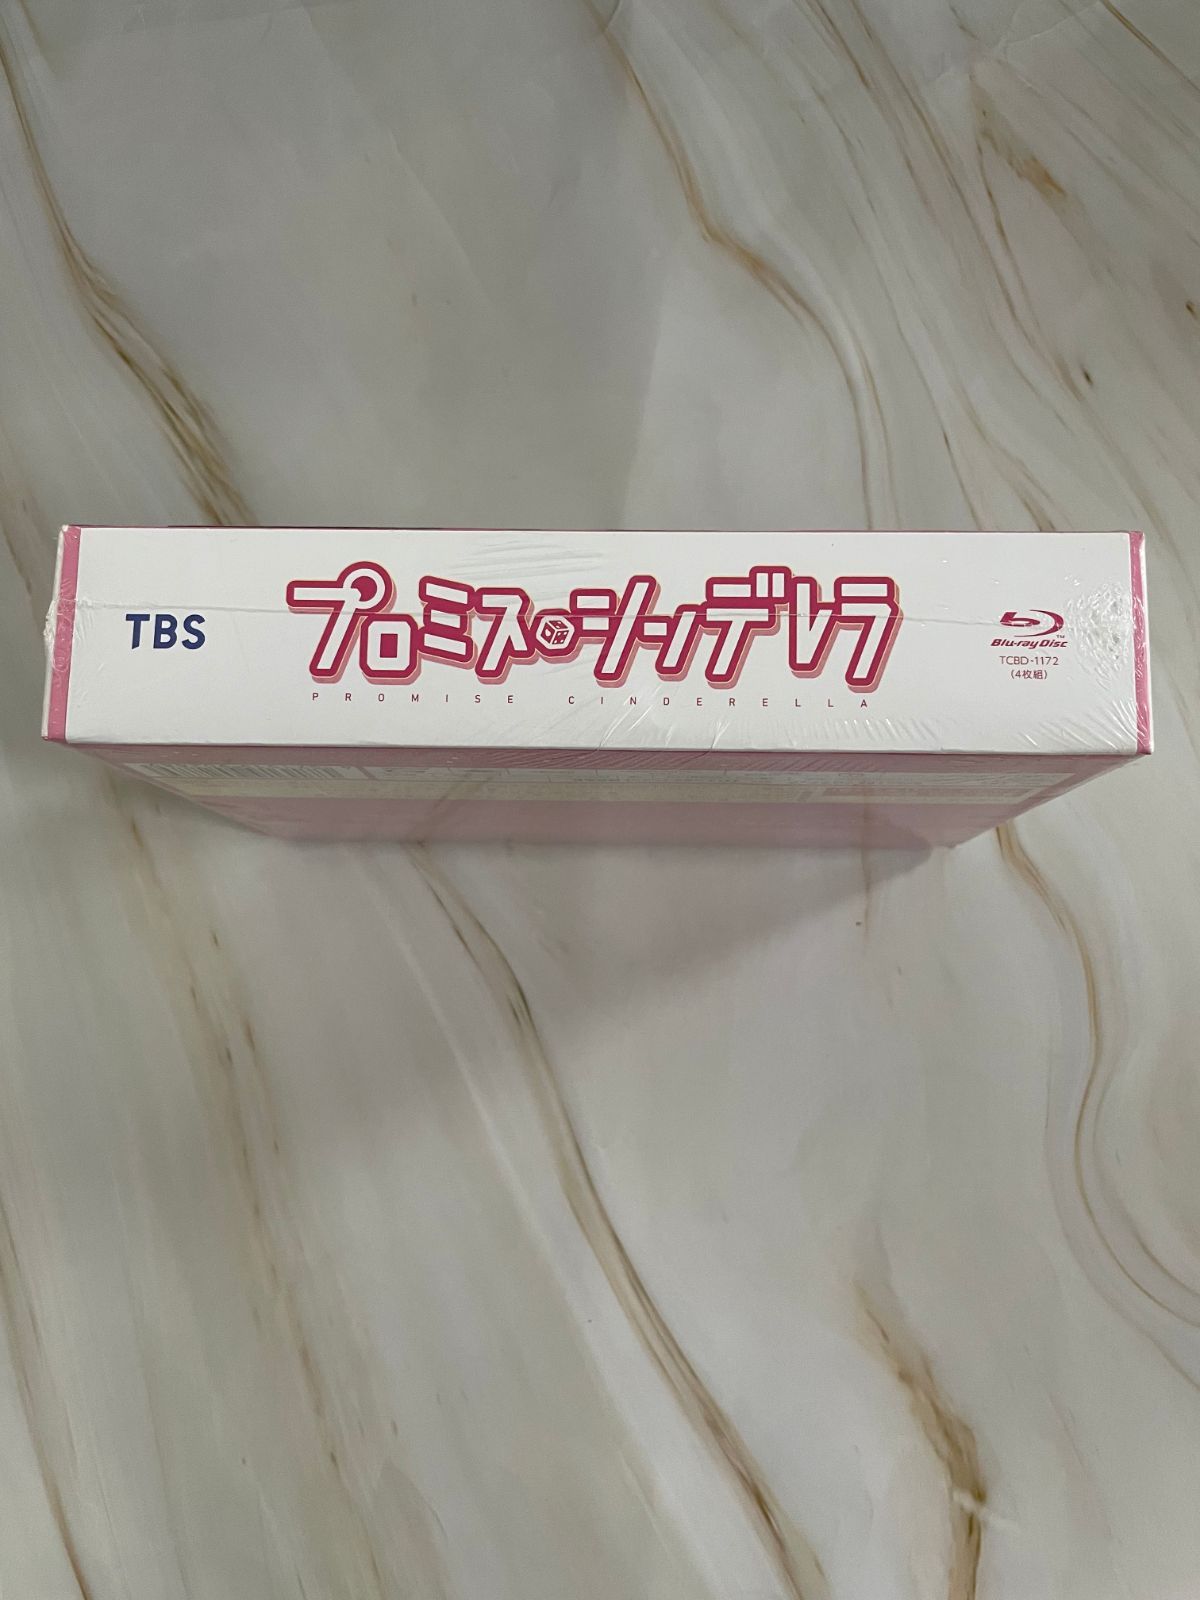 TBS
プロミス・シンデレラ
PROMISE CINDERELLA
Blu-ray Disc™
TCBD-1172
(4枚組)